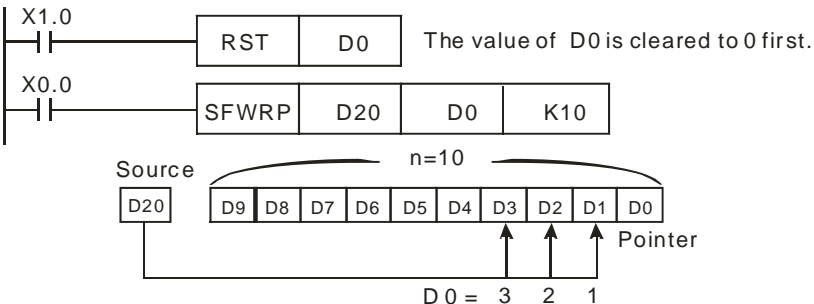 X1.0
RST D0 The value of D0 is cleared to 0 first.
X0.0
SFWRP D20 D0 K10
n=10
Source
D20 D9 D8 D7 D6 D5 D4 D3 D2 D1 D0
Pointer
D0 = 3 2 1